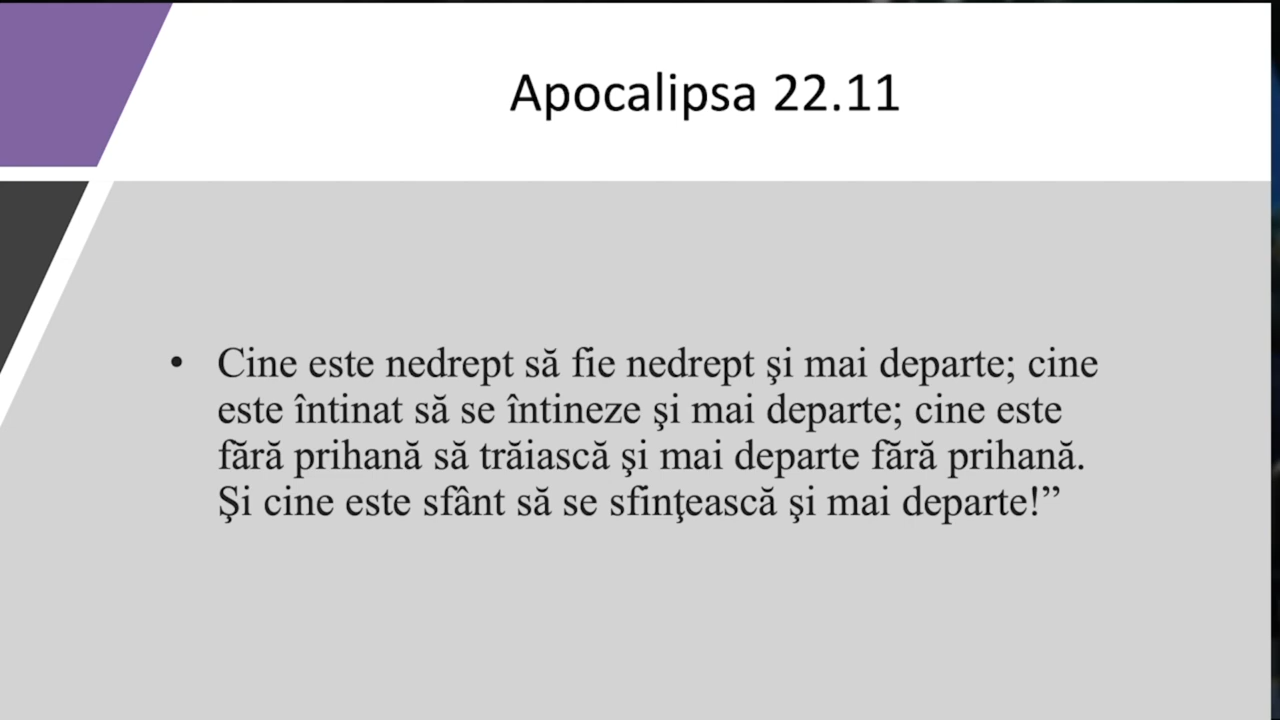 Apocalipsa 22.11
• Cine este nedrept să fie nedrept şi mai departe; cine
este întinat să se întineze şi mai departe; cine este
fără prihană să trăiască şi mai departe fără prihană.
Şi cine este sfânt să se sfinţească şi mai departe!”